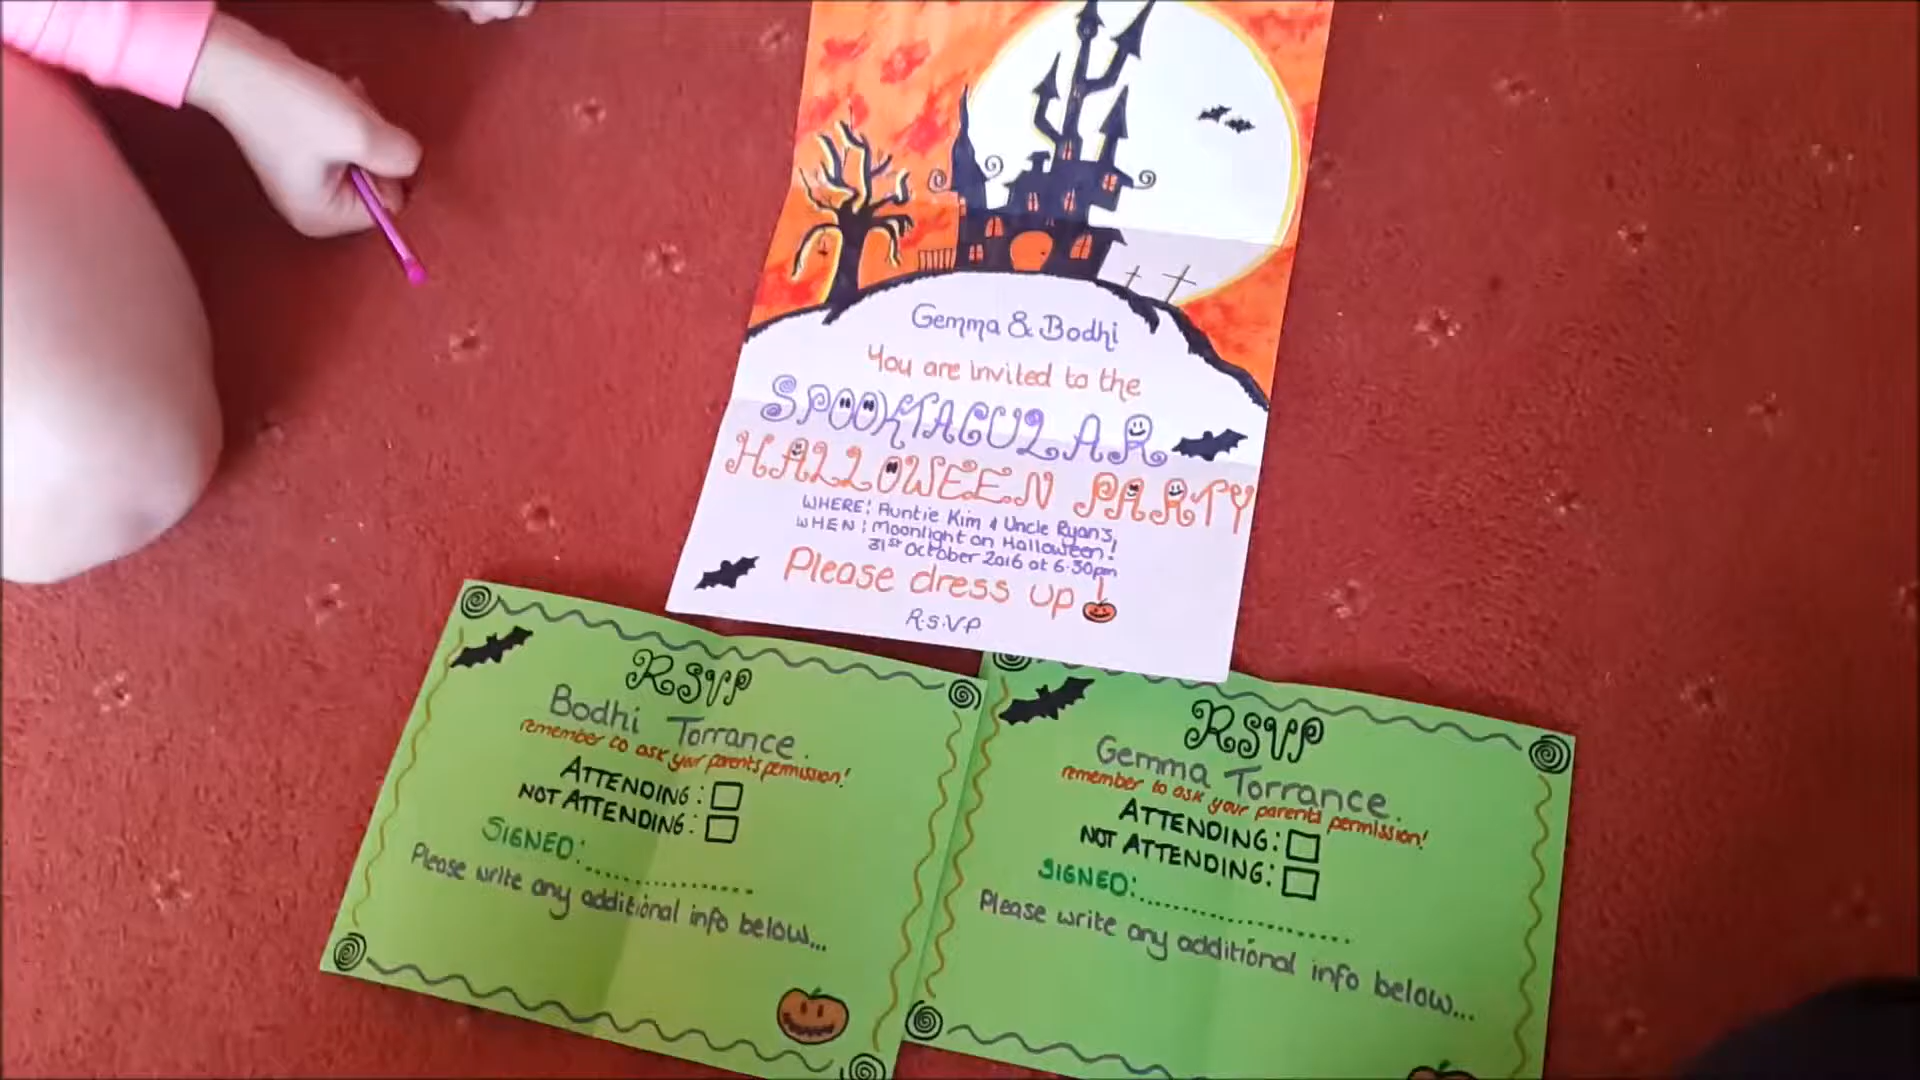 Gemma & Bodhi
You are invited to the
SPOOKTACULAR
HALLOWEEN PARTY
WHERE: Auntie Kim & Uncle Ryan's,
WHEN: Moonlight on Halloween!
31st October 2016 at 6.30pm
Please dress up!
R.S.V.P
RSVP
Bodhi Torrance.
remember to ask your parents permission!
ATTENDING:
NOT ATTENDING:
SIGNED:....................
Please write any additional info below...
RSVP
Gemma Torrance.
remember to ask your parents permission!
ATTENDING:
NOT ATTENDING:
SIGNED:.........................
Please write any additional info below...